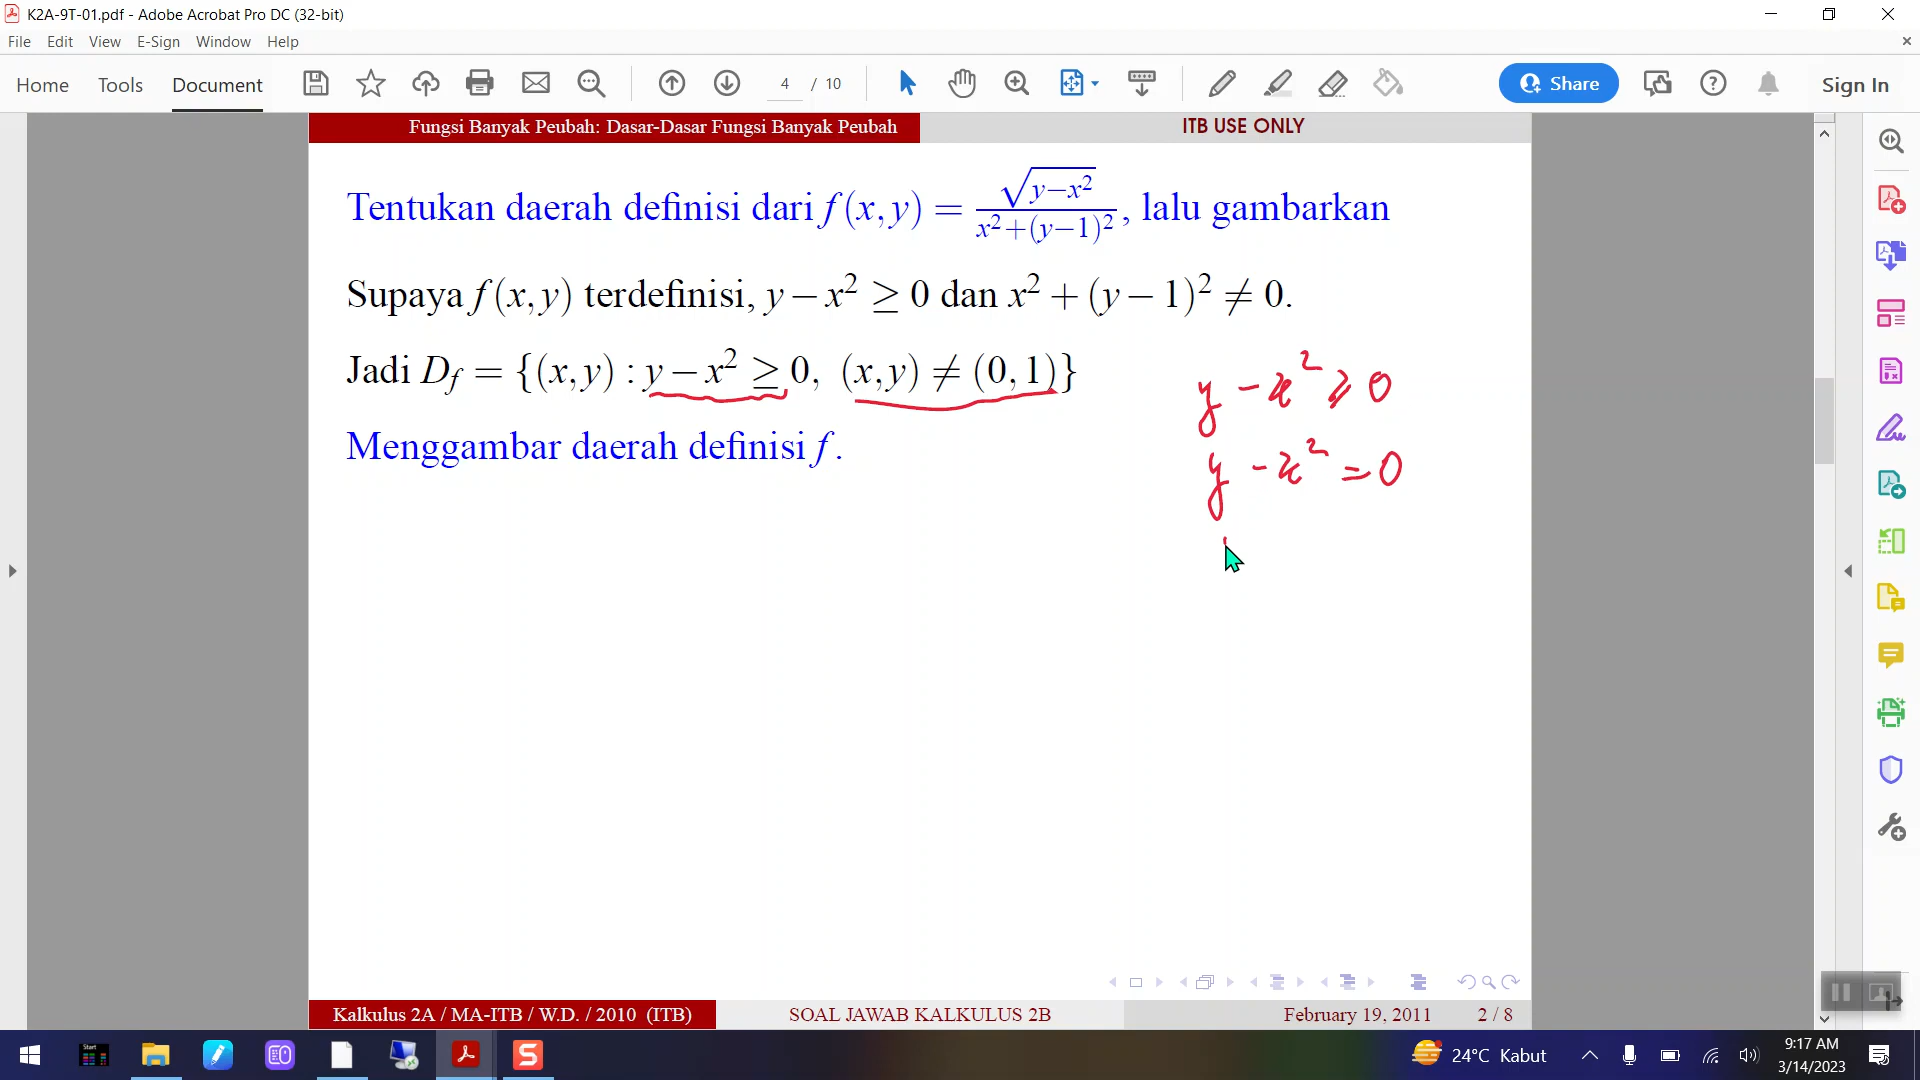 K2A-9T-01.pdf - Adobe Acrobat Pro DC (32-bit)
File Edit View E-Sign Window Help
Home Tools Document 4 / 10 Share Sign In
Fungsi Banyak Peubah: Dasar-Dasar Fungsi Banyak Peubah ITB USE ONLY
Tentukan daerah definisi dari f(x,y) = √(y−x²) / (x²+(y−1)²), lalu gambarkan
Supaya f(x,y) terdefinisi, y−x² ≥ 0 dan x² + (y−1)² ≠ 0.
Jadi D_f = {(x,y) : y−x² ≥ 0, (x,y) ≠ (0,1)}
y − x² ≥ 0
Menggambar daerah definisi f.
y − x² = 0
Kalkulus 2A / MA-ITB / W.D. / 2010 (ITB) SOAL JAWAB KALKULUS 2B February 19, 2011 2 / 8
Start 24°C Kabut 9:17 AM
3/14/2023